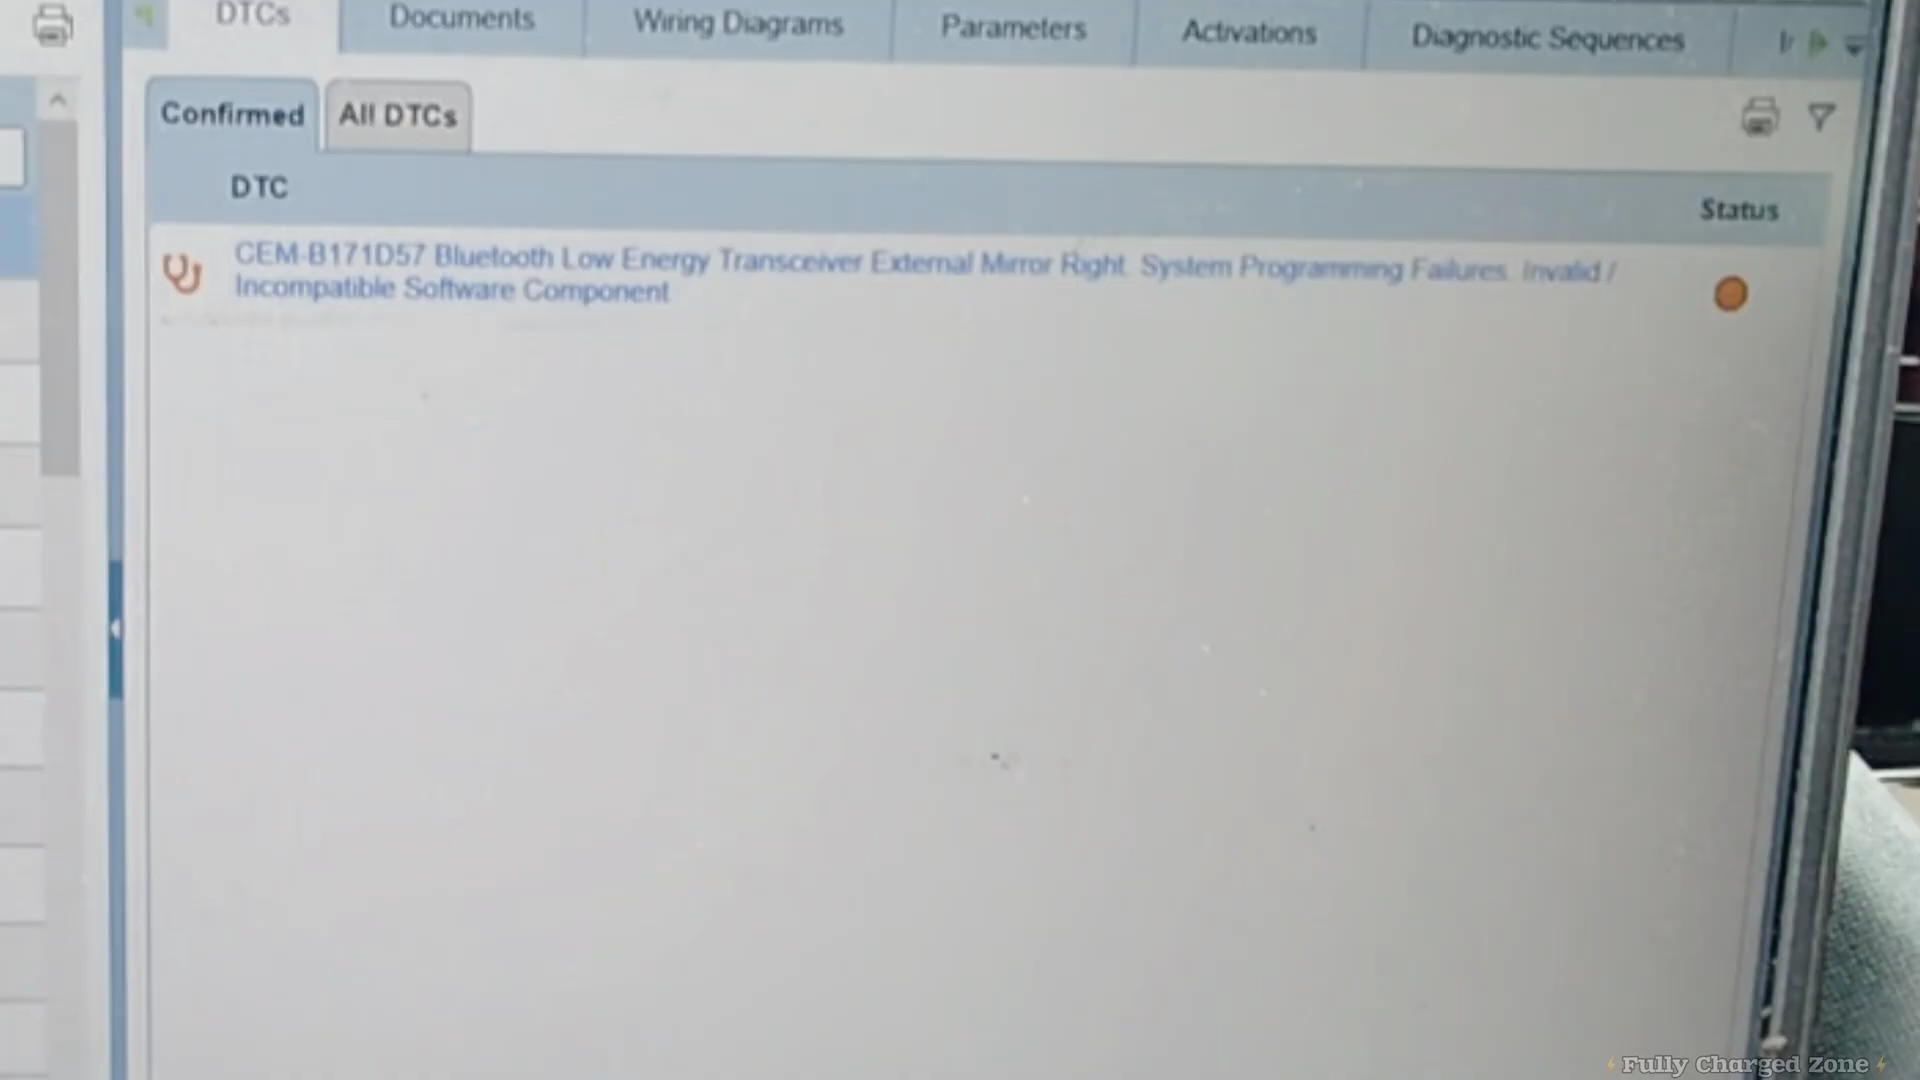 DTCs
Documents
Wiring Diagrams
Parameters
Activations
Diagnostic Sequences
Confirmed
All DTCs
DTC
Status
CEM-B171D57 Bluetooth Low Energy Transceiver External Mirror Right. System Programming Failures. Invalid /
Incompatible Software Component
Fully Charged Zone